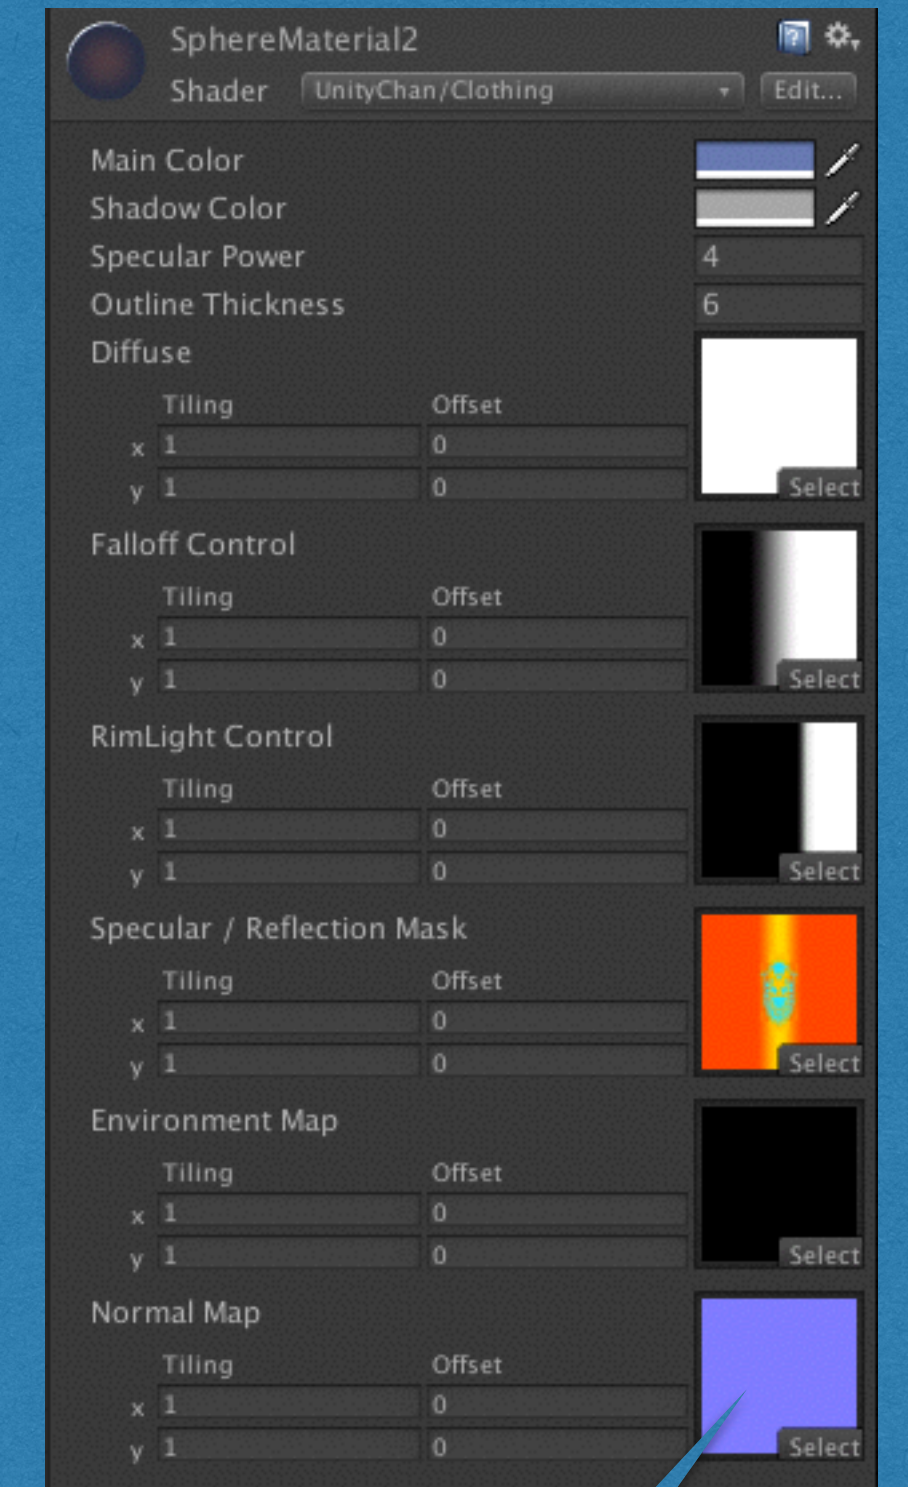 SphereMaterial2
Shader UnityChan/Clothing Edit...
Main Color
Shadow Color
Specular Power 4
Outline Thickness 6
Diffuse
Tiling Offset
x 1 0
y 1 0
Select
Falloff Control
Tiling Offset
x 1 0
y 1 0
Select
RimLight Control
Tiling Offset
x 1 0
y 1 0
Select
Specular / Reflection Mask
Tiling Offset
x 1 0
y 1 0
Select
Environment Map
Tiling Offset
x 1 0
y 1 0
Select
Normal Map
Tiling Offset
x 1 0
y 1 0
Select